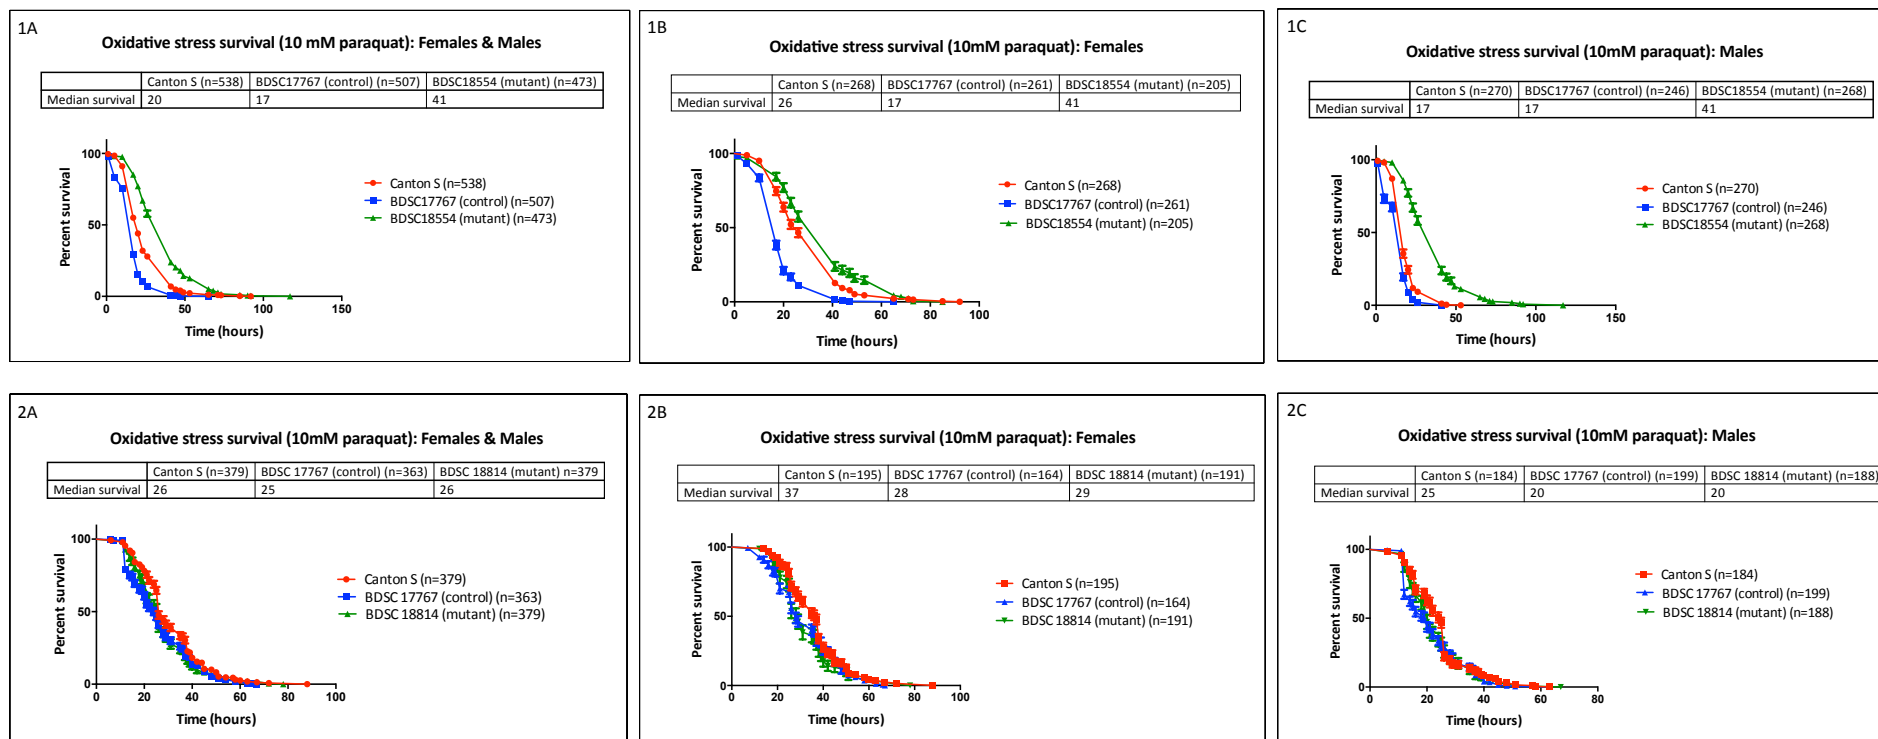 1A
Oxidative stress survival (10 mM paraquat): Females & Males
Canton S (n=538) BDSC17767 (control) (n=507) BDSC18554 (mutant) (n=473)
Median survival 20 17 41
100
50
0
0 50 100 150
Percent survival
Time (hours)
Canton S (n=538)
BDSC17767 (control) (n=507)
BDSC18554 (mutant) (n=473)
1B
Oxidative stress survival (10mM paraquat): Females
Canton S (n=268) BDSC17767 (control) (n=261) BDSC18554 (mutant) (n=205)
Median survival 26 17 41
100
50
0
0 20 40 60 80 100
Percent survival
Time (hours)
Canton S (n=268)
BDSC17767 (control) (n=261)
BDSC18554 (mutant) (n=205)
1C
Oxidative stress survival (10mM paraquat): Males
Canton S (n=270) BDSC17767 (control) (n=246) BDSC18554 (mutant) (n=268)
Median survival 17 17 41
100
50
0
0 50 100 150
Percent survival
Time (hours)
Canton S (n=270)
BDSC17767 (control) (n=246)
BDSC18554 (mutant) (n=268)
2A
Oxidative stress survival (10mM paraquat): Females & Males
Canton S (n=379) BDSC 17767 (control) (n=363) BDSC 18814 (mutant) n=379
Median survival 26 25 26
100
50
0
0 20 40 60 80 100
Percent survival
Time (hours)
Canton S (n=379)
BDSC 17767 (control) (n=363)
BDSC 18814 (mutant) (n=379)
2B
Oxidative stress survival (10mM paraquat): Females
Canton S (n=195) BDSC 17767 (control) (n=164) BDSC 18814 (mutant) (n=191)
Median survival 37 28 29
100
50
0
0 20 40 60 80 100
Percent survival
Time (hours)
Canton S (n=195)
BDSC 17767 (control) (n=164)
BDSC 18814 (mutant) (n=191)
2C
Oxidative stress survival (10mM paraquat): Males
Canton S (n=184) BDSC 17767 (control) (n=199) BDSC 18814 (mutant) (n=188)
Median survival 25 20 20
100
50
0
0 20 40 60 80
Percent survival
Time (hours)
Canton S (n=184)
BDSC 17767 (control) (n=199)
BDSC 18814 (mutant) (n=188)